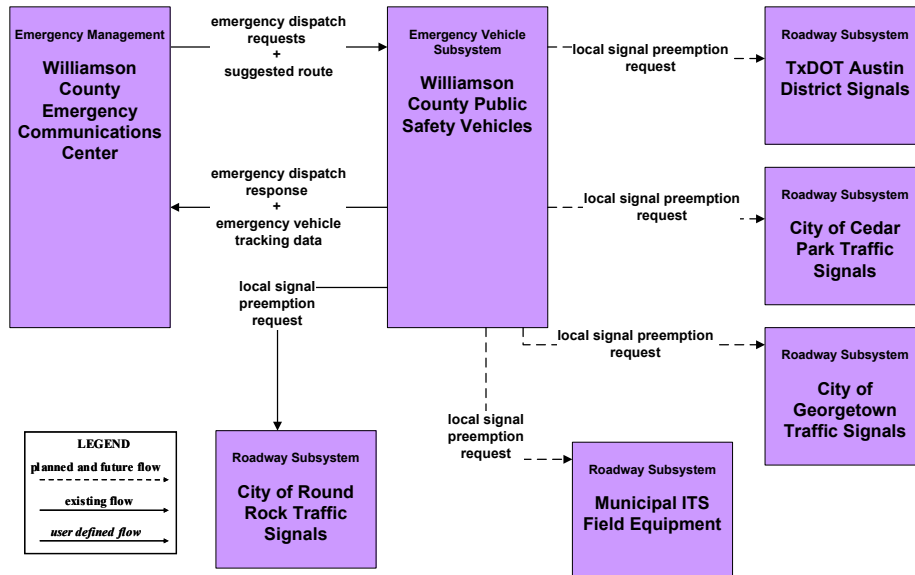 Emergency Management
Williamson
County
Emergency
Communications
Center
emergency dispatch
requests
+
suggested route
Emergency Vehicle
Subsystem
Williamson
County Public
Safety Vehicles
local signal preemption
request
Roadway Subsystem
TxDOT Austin
District Signals
emergency dispatch
response
+
emergency vehicle
tracking data
local signal preemption
request
Roadway Subsystem
City of Cedar
Park Traffic
Signals
local signal
preemption
request
local signal preemption
request
Roadway Subsystem
City of
Georgetown
Traffic Signals
local signal
preemption
request
Roadway Subsystem
City of Round
Rock Traffic
Signals
Roadway Subsystem
Municipal ITS
Field Equipment
LEGEND
planned and future flow
existing flow
user defined flow